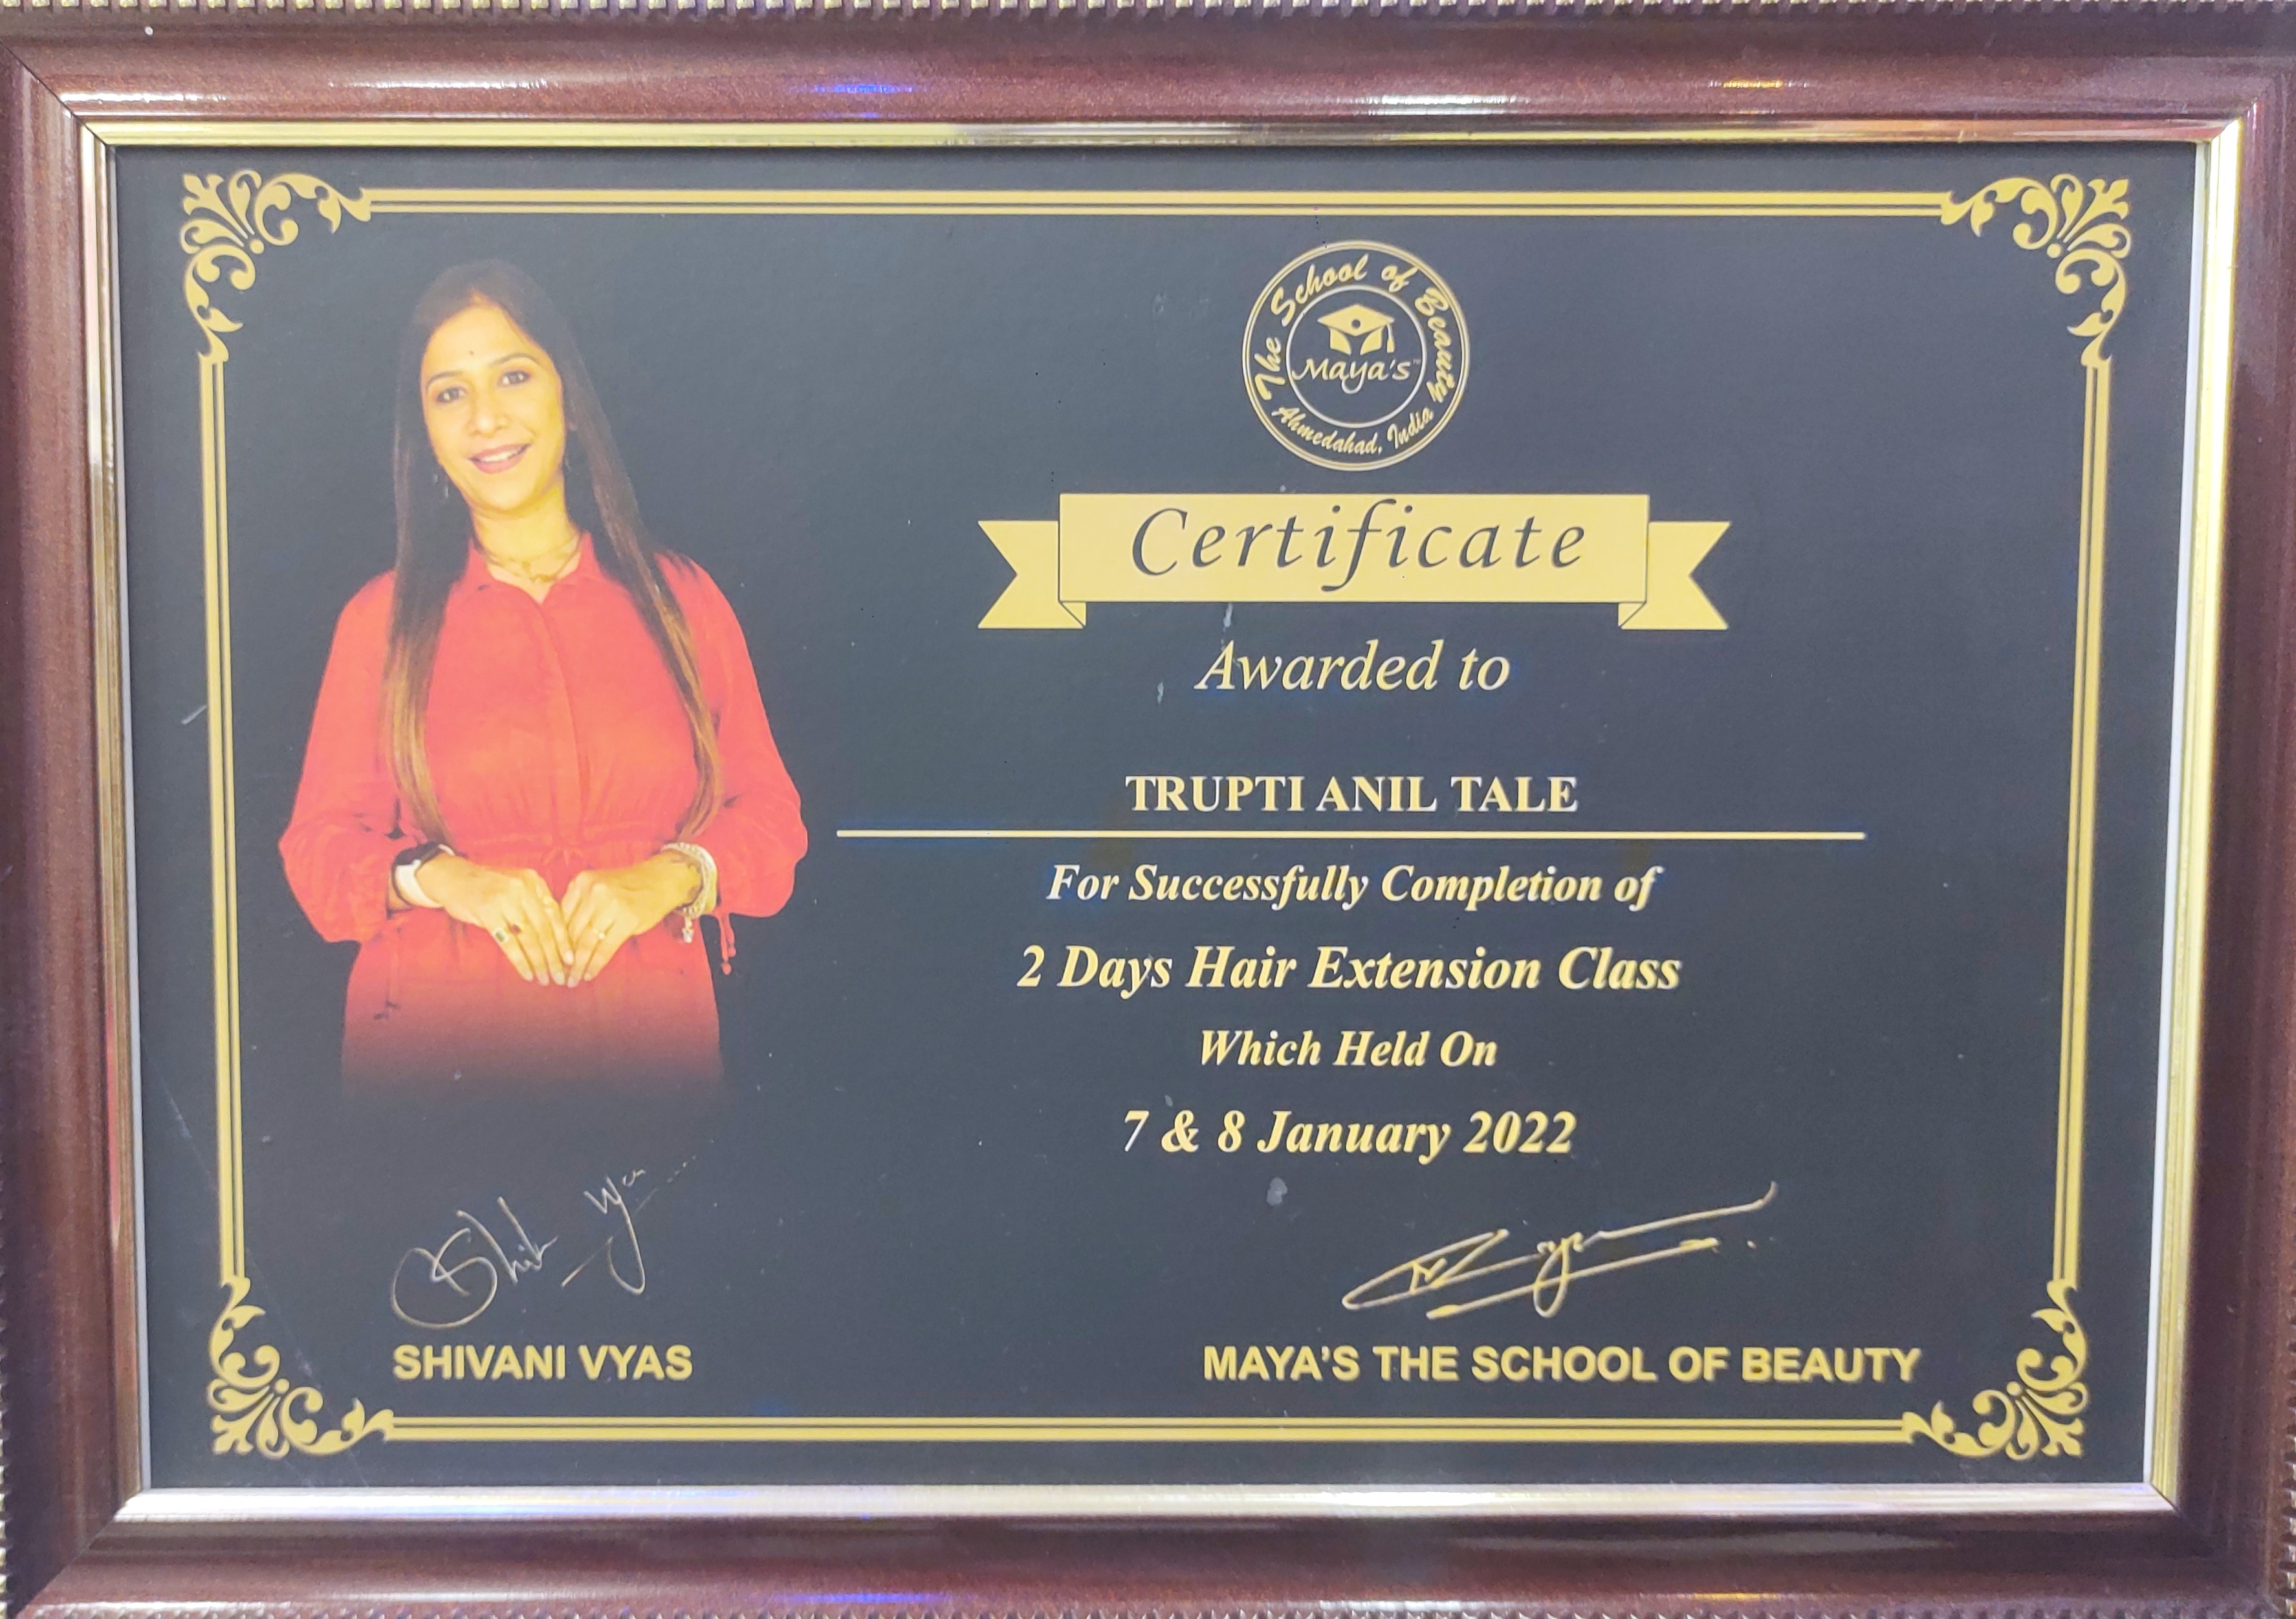 The School of Beauty
Maya's
Ahmedabad, India
Certificate
Awarded to
TRUPTI ANIL TALE
For Successfully Completion of
2 Days Hair Extension Class
Which Held On
7 & 8 January 2022
SHIVANI VYAS
MAYA'S THE SCHOOL OF BEAUTY